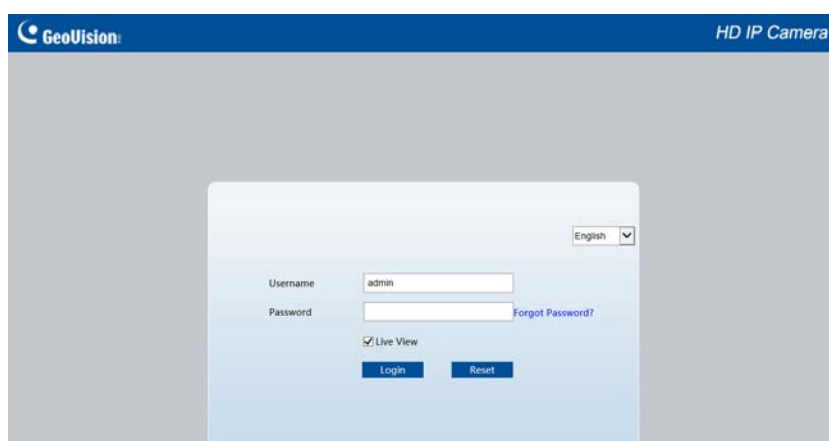 GeoVision
HD IP Camera
English
Username admin
Password Forgot Password?
Live View
Login Reset